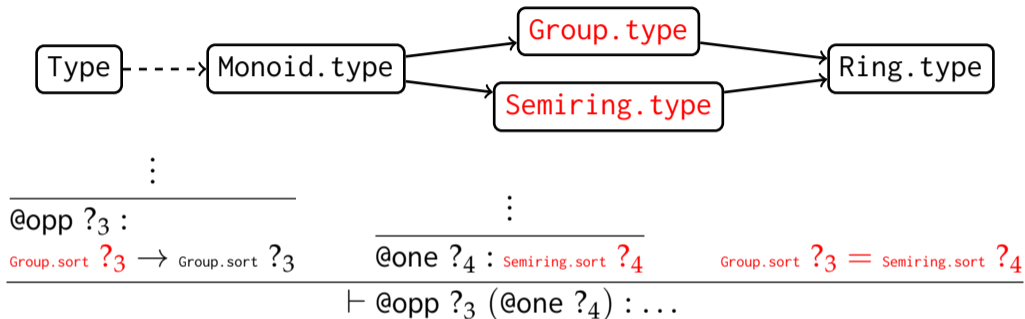 Group.type
Type Monoid.type Ring.type
Semiring.type
⋮
@opp ?₃ :
⋮
Group.sort ?₃ → Group.sort ?₃ @one ?₄ : Semiring.sort ?₄ Group.sort ?₃ = Semiring.sort ?₄
⊢ @opp ?₃ (@one ?₄) : ...